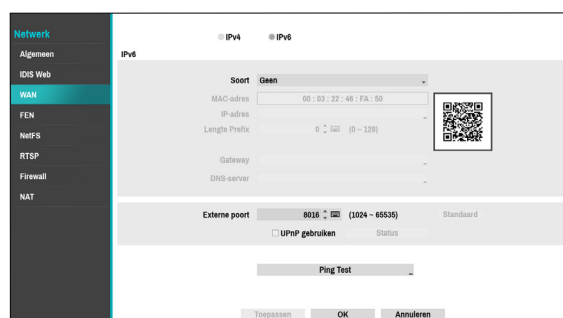 Netwerk
Algemeen
IDIS Web
WAN
FEN
NetFS
RTSP
Firewall
NAT
IPv4 IPv6
IPv6
Soort Geen
MAC-adres 00 : 03 : 22 : 46 : FA : 50
IP-adres
Lengte Prefix 0 (0 ~ 128)
Gateway
DNS-server
Externe poort 8016 (1024 ~ 65535) Standaard
UPnP gebruiken Status
Ping Test
Toepassen OK Annuleren